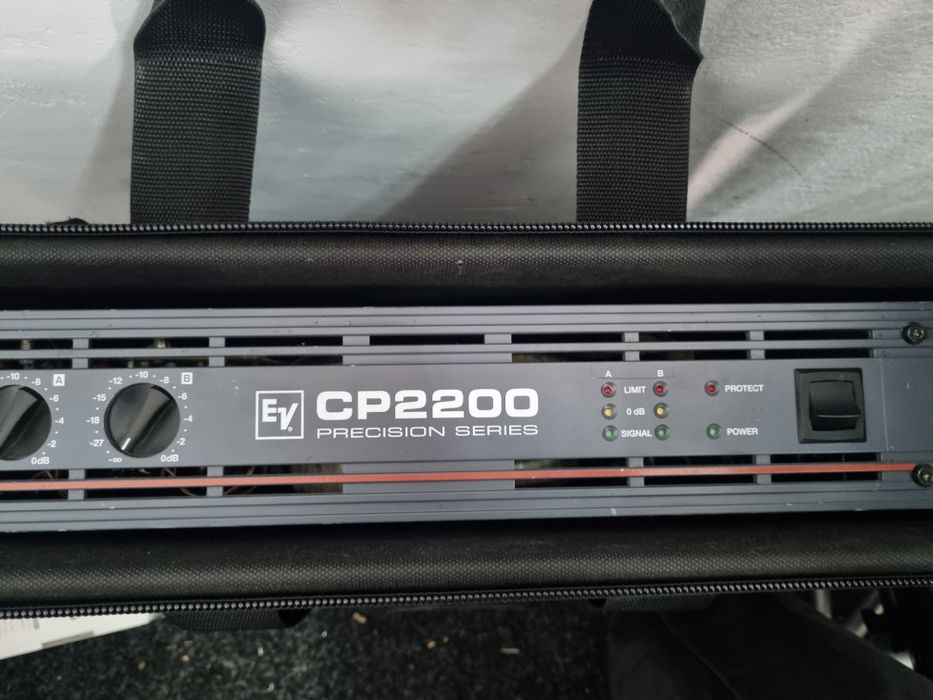 -10
-8
A
-6
-4
-2
0dB
-10
-12
-8
B
-15
-6
-18
-4
-27
-2
-∞
0dB
EV
CP2200
PRECISION SERIES
A B
LIMIT
0 dB
SIGNAL
PROTECT
POWER